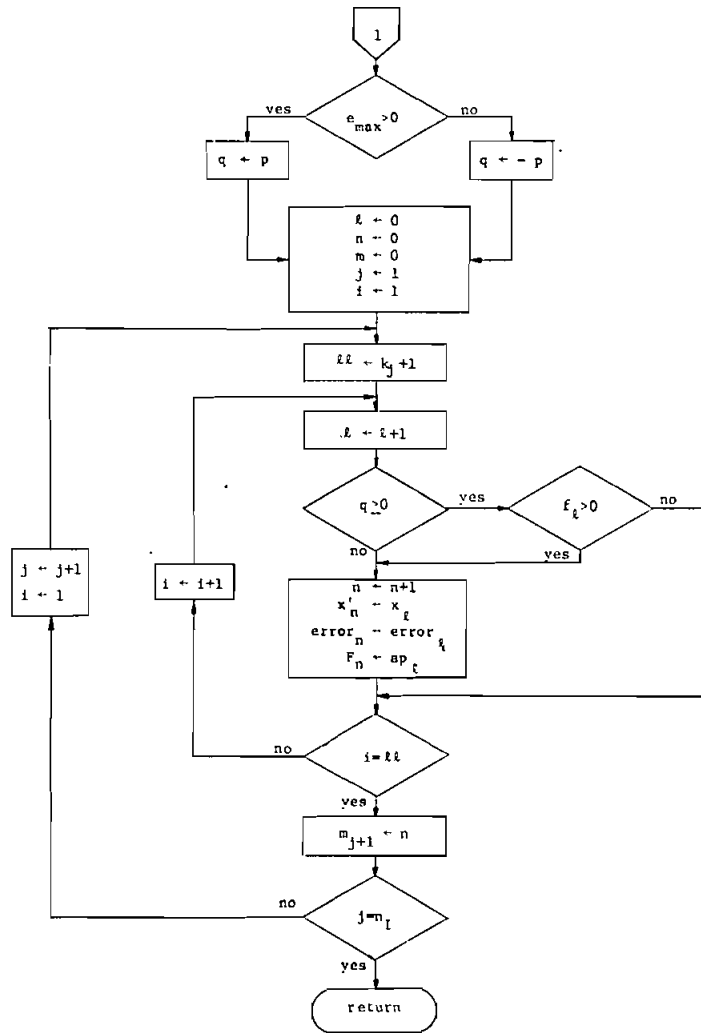 1
e_max>0
yes
no
q ← p
q ← - p
ℓ ← 0
n ← 0
m ← 0
j ← 1
i ← 1
ℓℓ ← k_j+1
ℓ ← ℓ+1
q≥0
yes
no
f_ℓ>0
no
yes
j ← j+1
i ← 1
i ← i+1
n ← n+1
x'_n ← x_ℓ
error_n ← error_ℓ
F_n ← ap_ℓ
i=ℓℓ
no
yes
m_j+1 ← n
j=n_I
no
yes
return